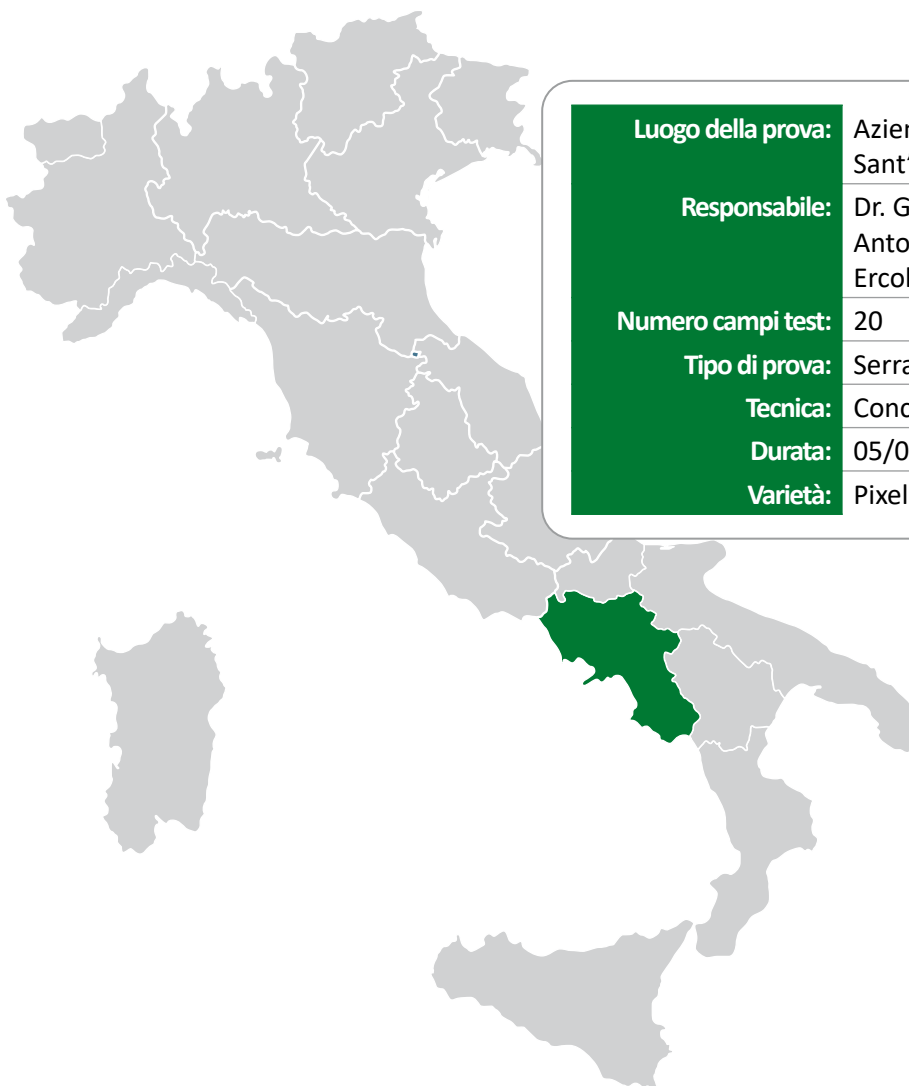 Luogo della prova:
Sant'
Responsabile: Dr. G
Anto
Ercol
Numero campi test: 20
Tipo di prova: Serra
Tecnica: Conc
Durata: 05/0
Varietà: Pixel